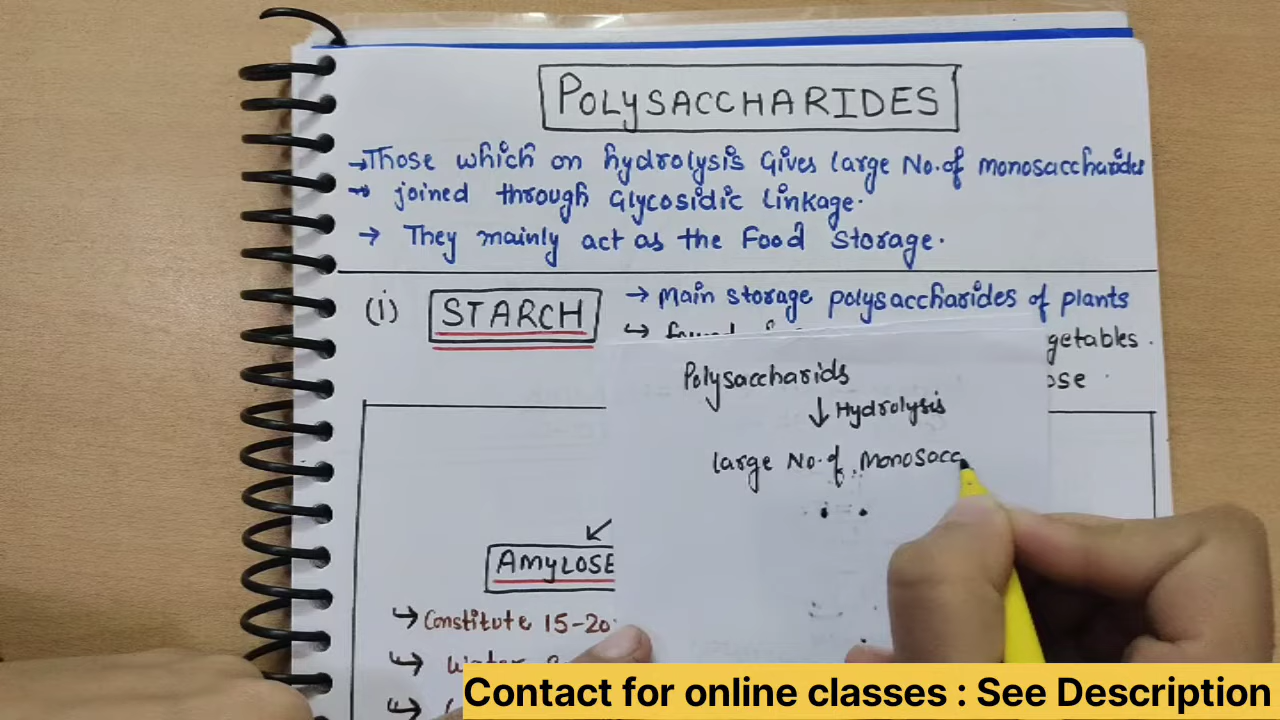 POLYSACCHARIDES
→Those which on hydrolysis Gives large No.of monosaccharides
→ joined through Glycosidic linkage.
→ They mainly act as the Food Storage.
(i) STARCH
→ Main storage polysaccharides of plants
getables.
ose
Polysaccharids
↓ Hydrolysis
large No.of Monosacc
AMYLOSE
↪ Constitute 15-20
↪ Water
Contact for online classes : See Description